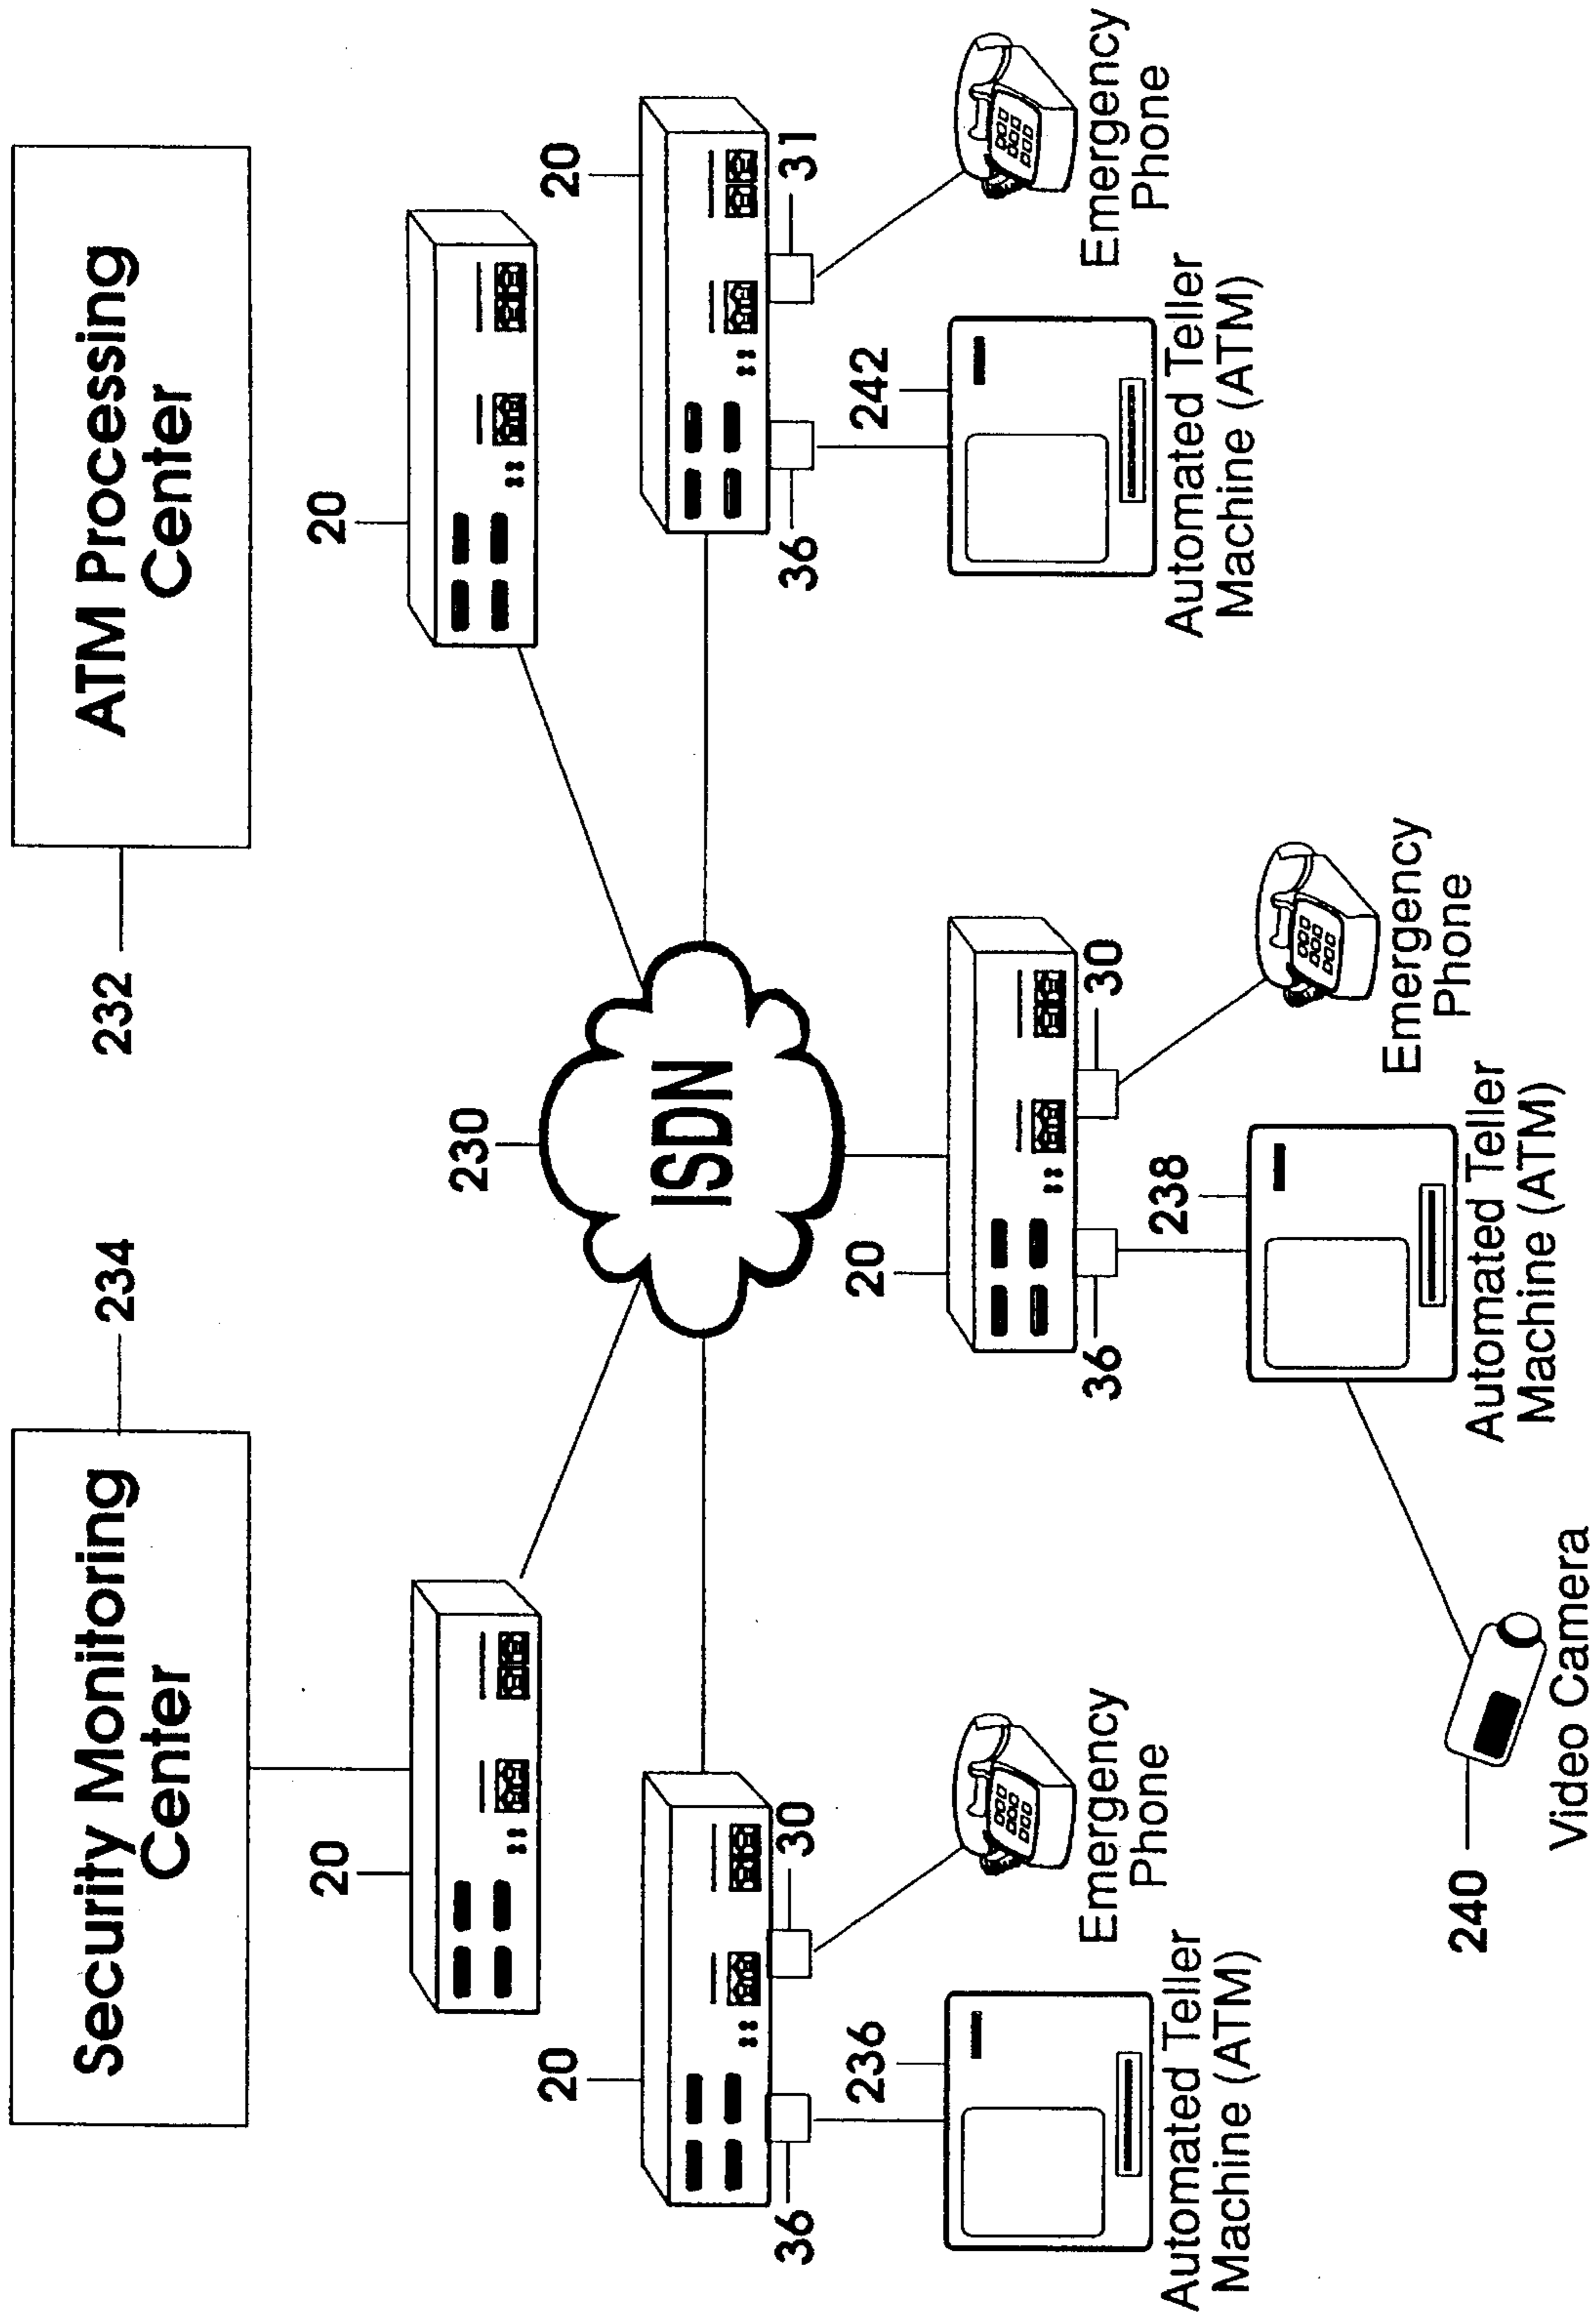 Security Monitoring
Center
234
ATM Processing
Center
232
20
20
230
ISDN
20
20
36
30
36
31
236
242
Emergency
Phone
Emergency
Phone
Automated Teller
Machine (ATM)
Automated Teller
Machine (ATM)
20
36
30
238
Emergency
Phone
Automated Teller
Machine (ATM)
240
Video Camera